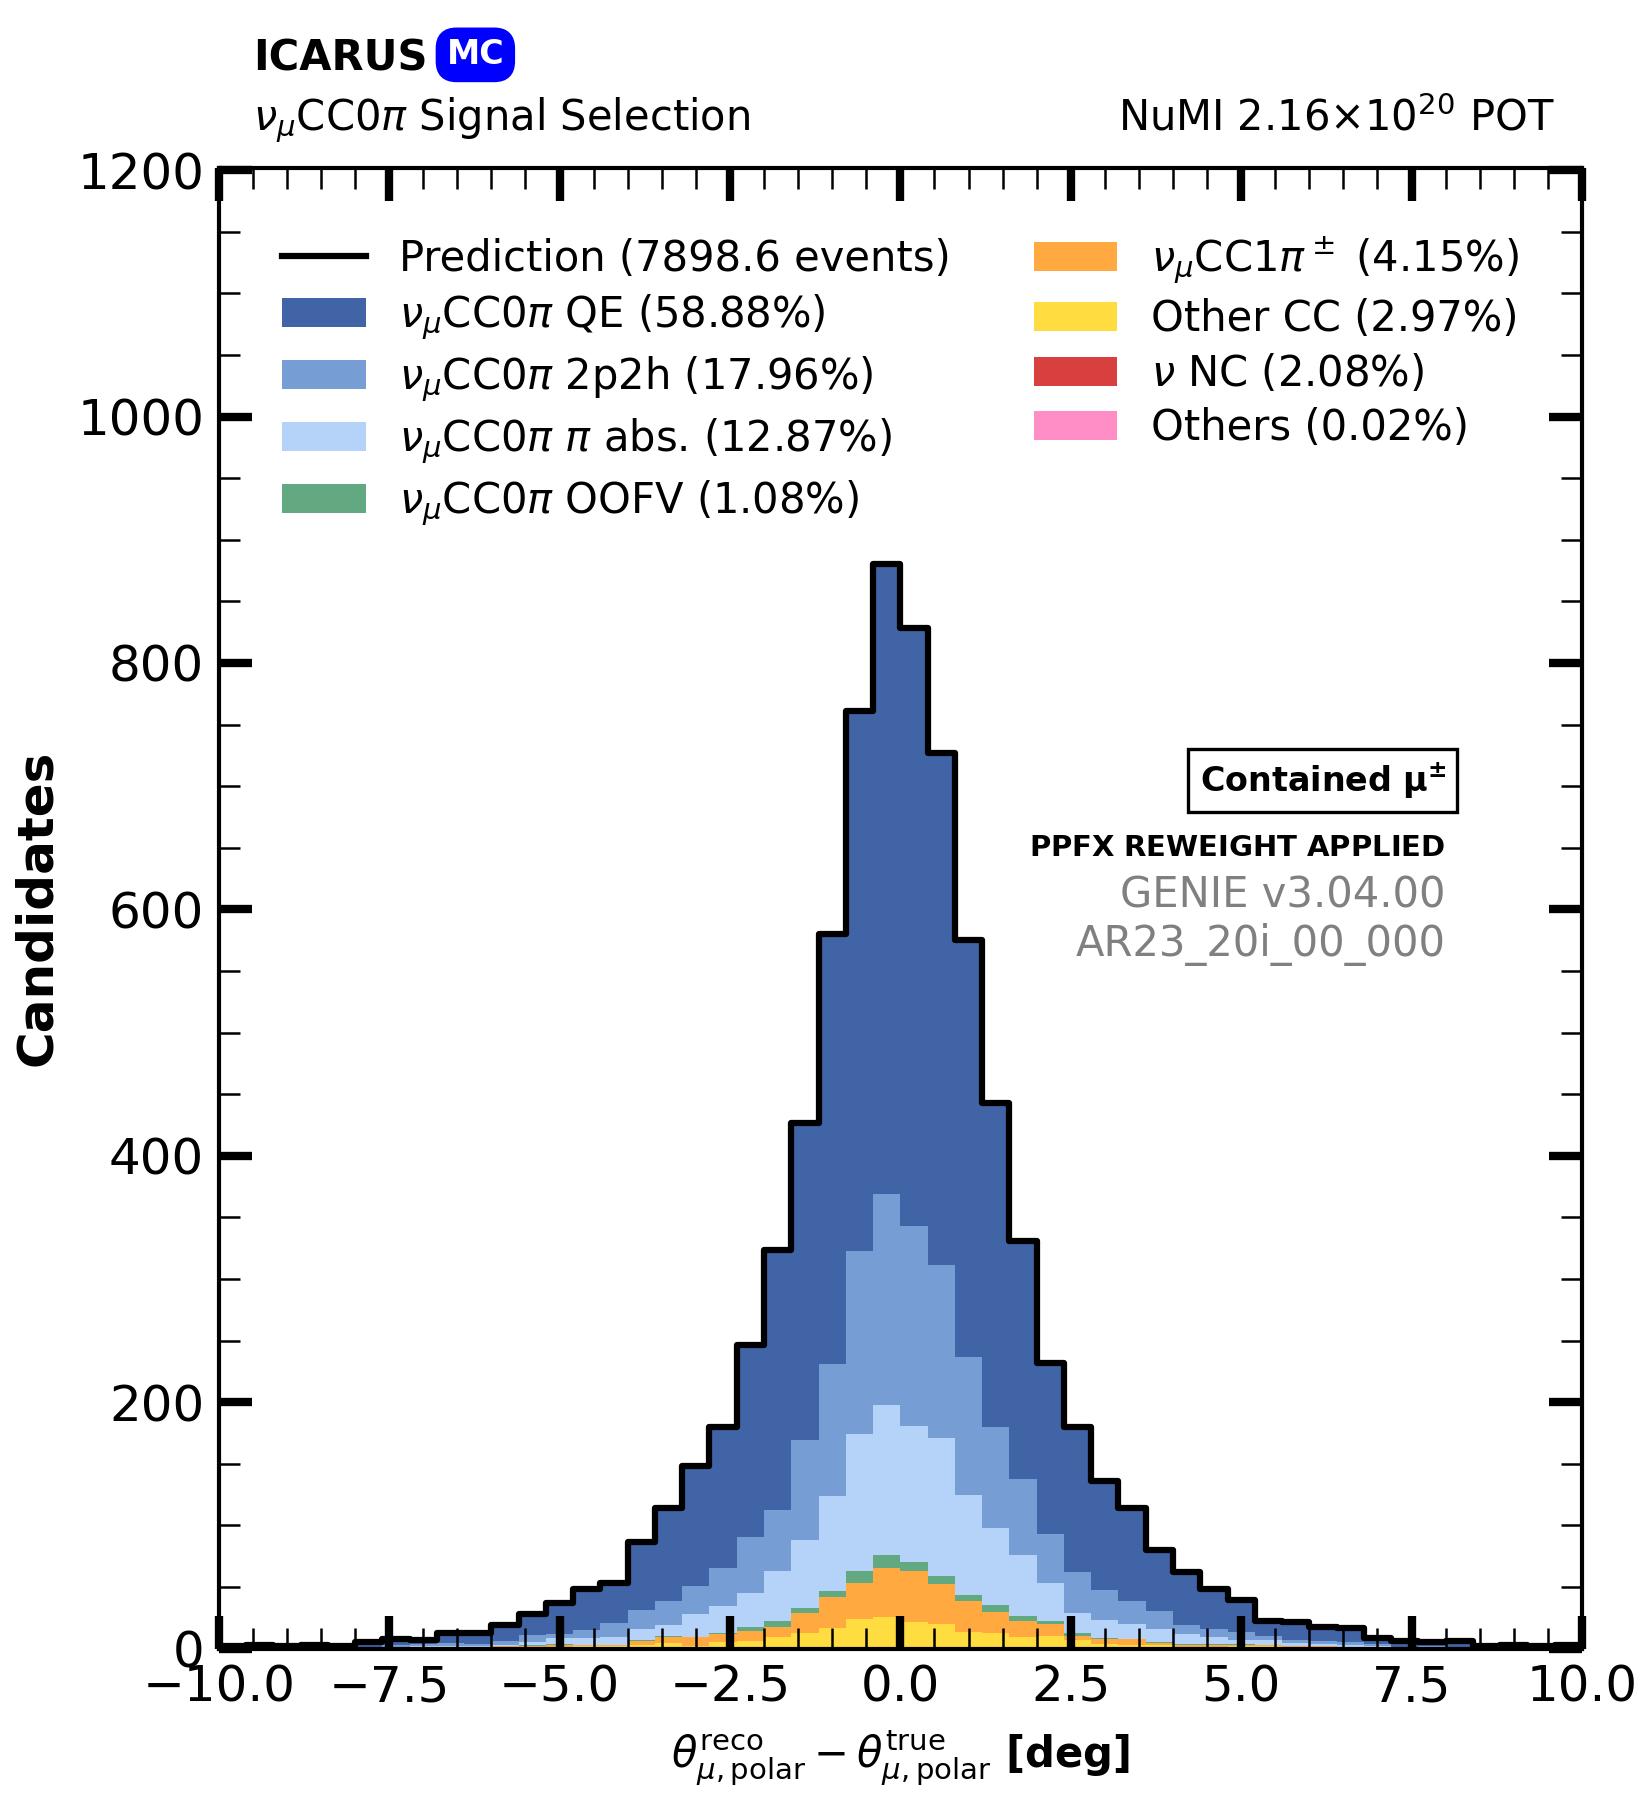 ICARUS MC
νμCC0π Signal Selection
NuMI 2.16×10²⁰ POT
Prediction (7898.6 events)
νμCC0π QE (58.88%)
νμCC0π 2p2h (17.96%)
νμCC0π π abs. (12.87%)
νμCC0π OOFV (1.08%)
νμCC1π± (4.15%)
Other CC (2.97%)
ν NC (2.08%)
Others (0.02%)
Contained μ±
PPFX REWEIGHT APPLIED
GENIE v3.04.00
AR23_20i_00_000
Candidates
1200
1000
800
600
400
200
0
−10.0 −7.5 −5.0 −2.5 0.0 2.5 5.0 7.5 10.0
θ^reco_μ,polar − θ^true_μ,polar [deg]